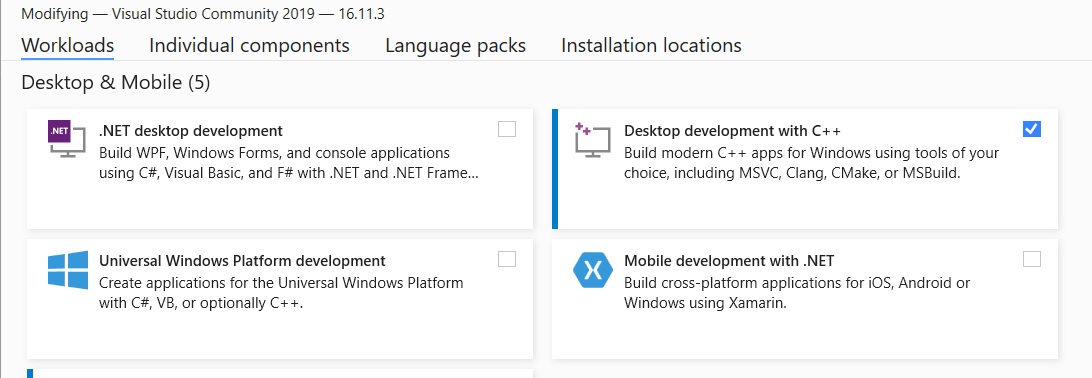 Modifying — Visual Studio Community 2019 — 16.11.3
Workloads Individual components Language packs Installation locations
Desktop & Mobile (5)
.NET
.NET desktop development
Build WPF, Windows Forms, and console applications
using C#, Visual Basic, and F# with .NET and .NET Frame...
Desktop development with C++
Build modern C++ apps for Windows using tools of your
choice, including MSVC, Clang, CMake, or MSBuild.
Universal Windows Platform development
Create applications for the Universal Windows Platform
with C#, VB, or optionally C++.
Mobile development with .NET
Build cross-platform applications for iOS, Android or
Windows using Xamarin.